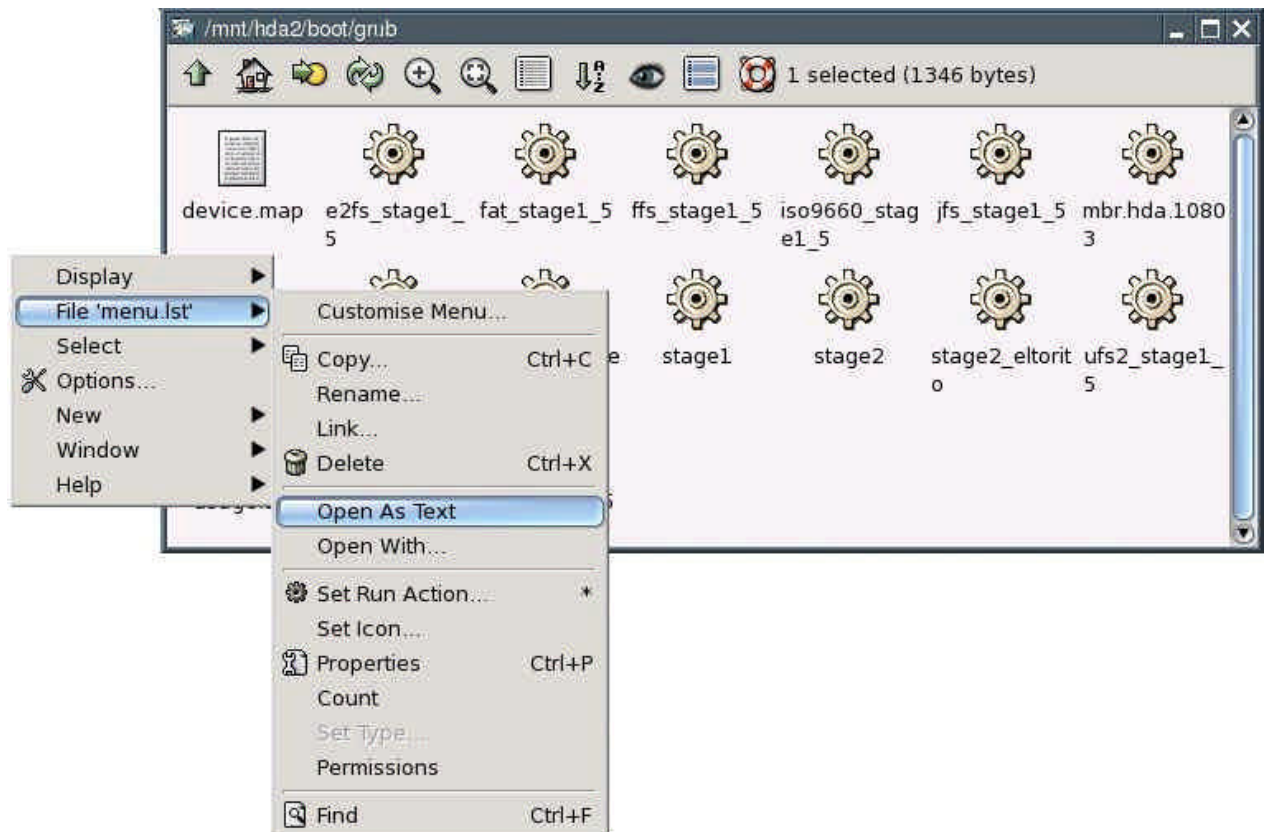 /mnt/hda2/boot/grub
1 selected (1346 bytes)
device.map
e2fs_stage1_
5
fat_stage1_5
ffs_stage1_5
iso9660_stag
e1_5
jfs_stage1_5
mbr.hda.1080
3
stage1
stage2
stage2_eltorit
o
ufs2_stage1_
5
Display
File 'menu.lst'
Select
Options...
New
Window
Help
Customise Menu...
Copy... Ctrl+C
Rename...
Link...
Delete Ctrl+X
Open As Text
Open With...
Set Run Action... *
Set Icon...
Properties Ctrl+P
Count
Set Type...
Permissions
Find Ctrl+F